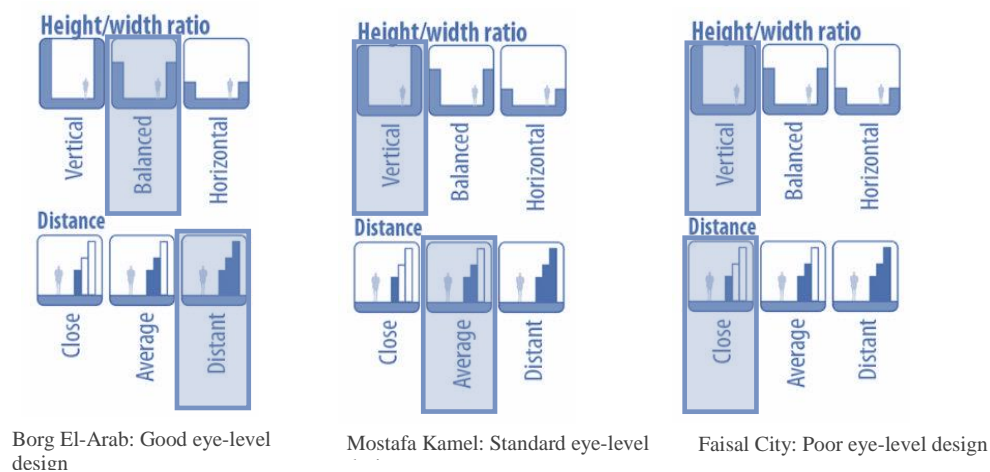 Height/width ratio
Vertical
Balanced
Horizontal
Distance
Close
Average
Distant
Borg El-Arab: Good eye-level
design
Height/width ratio
Vertical
Balanced
Horizontal
Distance
Close
Average
Distant
Mostafa Kamel: Standard eye-level
Height/width ratio
Vertical
Balanced
Horizontal
Distance
Close
Average
Distant
Faisal City: Poor eye-level design